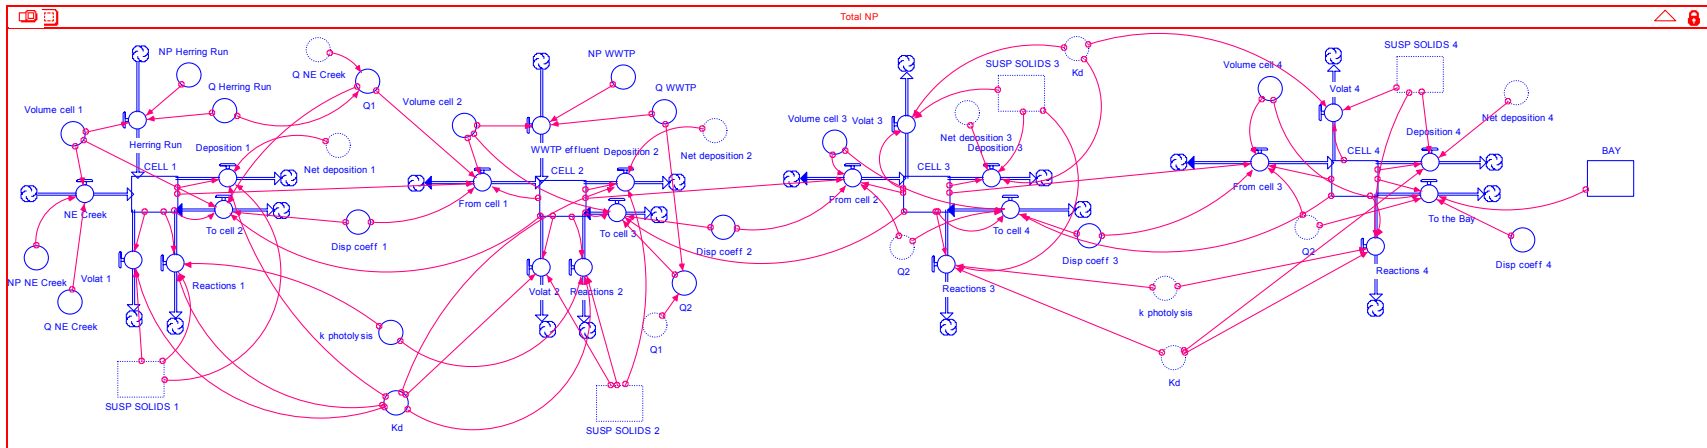 Total NP
NP Herring Run
Q NE Creek
Q Herring Run
Q1
Volume cell 1
Herring Run
Deposition 1
Net deposition 1
CELL 1
NE Creek
To cell 2
Disp coeff 1
NP NE Creek
Q NE Creek
Volat 1
Reactions 1
k photolysis
SUSP SOLIDS 1
Kd
NP WWTP
Q WWTP
Volume cell 2
WWTP effluent
Deposition 2
Net deposition 2
CELL 2
From cell 1
To cell 3
Disp coeff 2
Volat 2
Reactions 2
Q2
Q1
SUSP SOLIDS 2
Kd
SUSP SOLIDS 3
Volume cell 3
Volat 3
Net deposition 3
Deposition 3
CELL 3
From cell 2
To cell 4
Q2
Disp coeff 3
Reactions 3
k photolysis
Kd
SUSP SOLIDS 4
Volume cell 4
Volat 4
Deposition 4
Net deposition 4
CELL 4
From cell 3
To the Bay
BAY
Q2
Disp coeff 4
Reactions 4